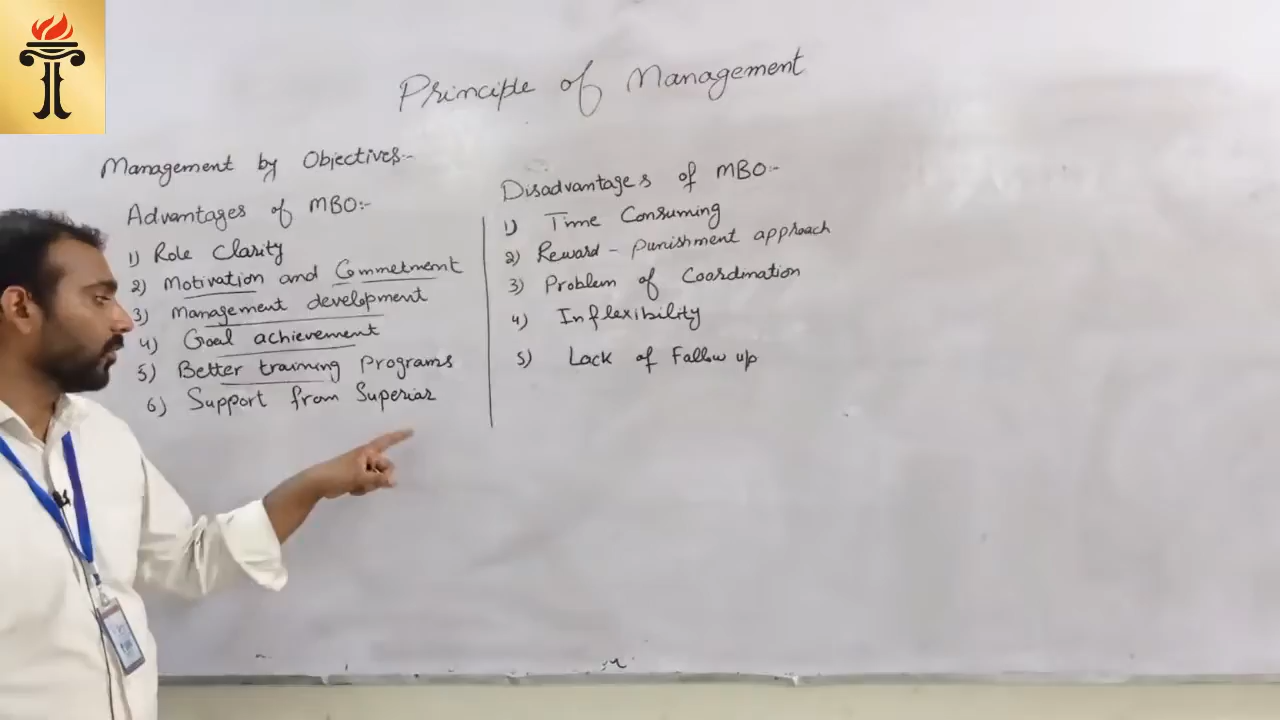 Principle of Management
Management by Objectives:-
Advantages of MBO:-
1) Role Clarity
2) Motivation and Commetment
3) Management development
4) Goal achievement
5) Better training Programs
6) Support from Superior
Disadvantages of MBO:-
1) Time Consuming
2) Reward - Punishment approach
3) Problem of Coordination
4) Inflexibility
5) Lack of Fallow up